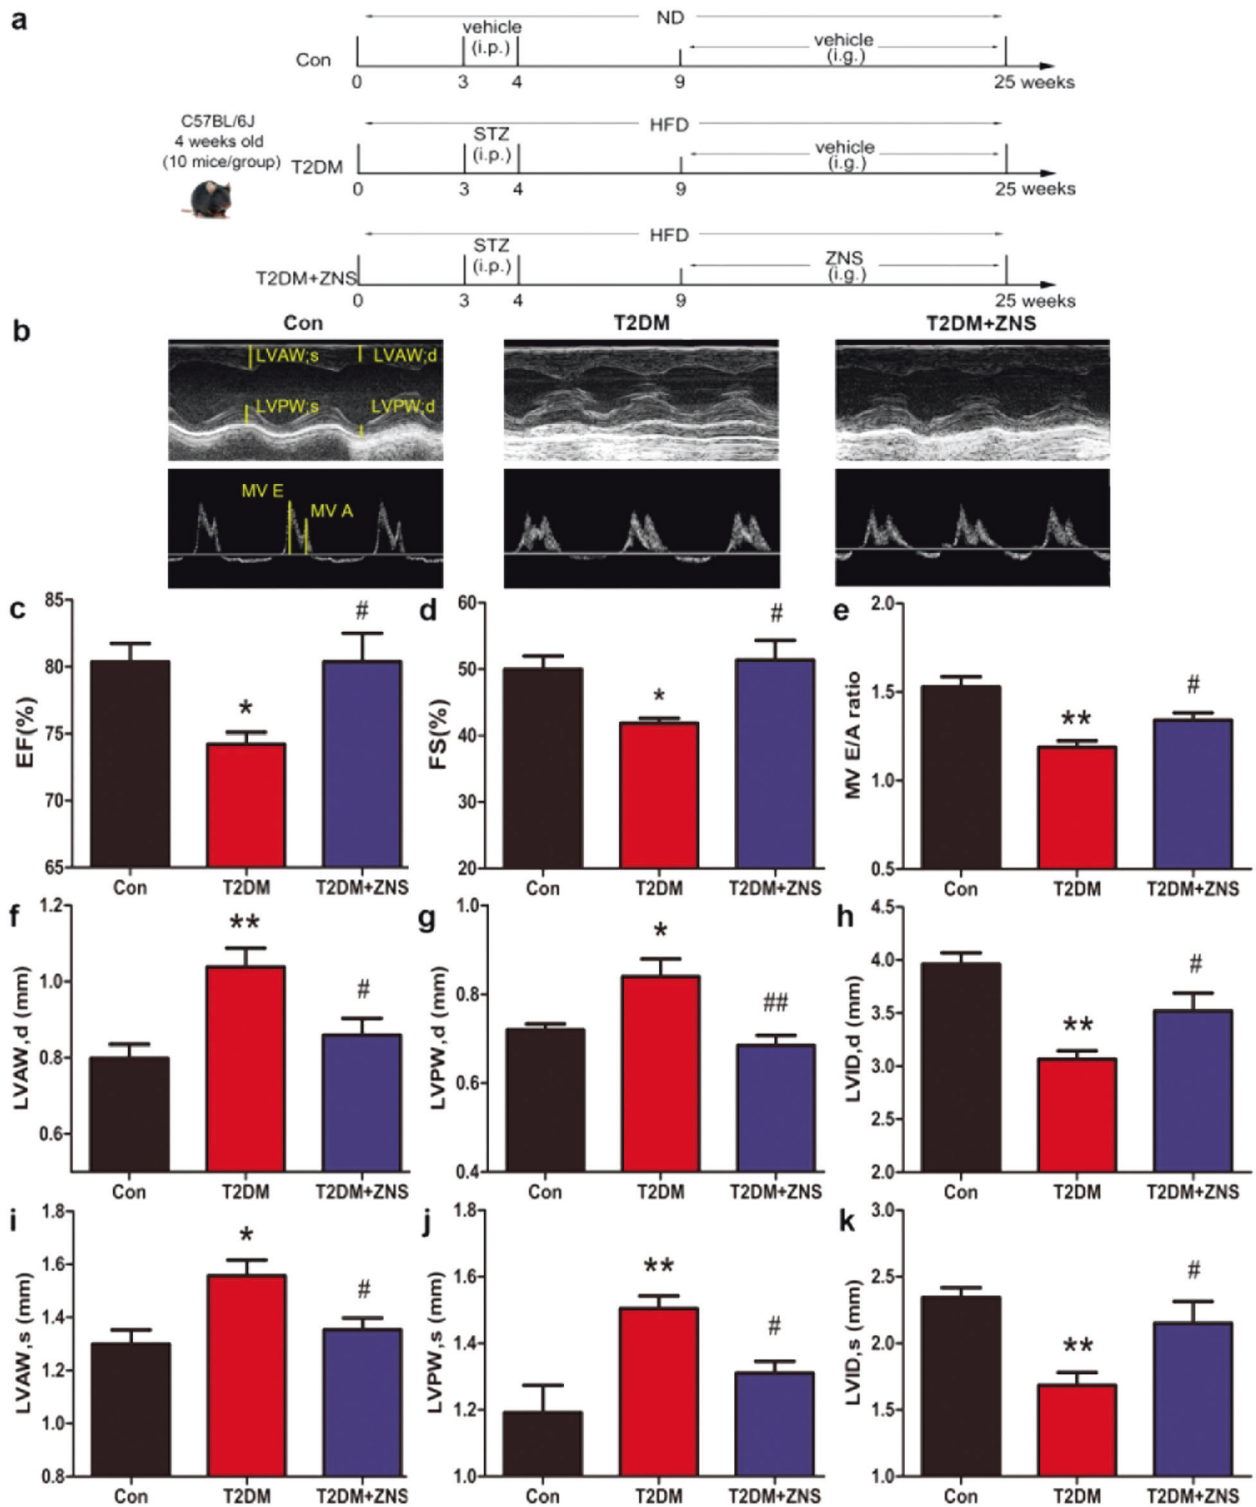 a
ND
vehicle
(i.p.)
vehicle
(i.g.)
Con
0 3 4 9 25 weeks
C57BL/6J
4 weeks old
(10 mice/group)
HFD
STZ
(i.p.)
vehicle
(i.g.)
T2DM
0 3 4 9 25 weeks
HFD
STZ
(i.p.)
ZNS
(i.g.)
T2DM+ZNS
0 3 4 9 25 weeks
b
Con T2DM T2DM+ZNS
LVAW;s LVAW;d
LVPW;s LVPW;d
MV E
MV A
c
EF(%)
85
80
75
70
65
*
#
Con T2DM T2DM+ZNS
d
FS(%)
60
50
40
30
20
*
#
Con T2DM T2DM+ZNS
e
MV E/A ratio
2.0
1.5
1.0
0.5
**
#
Con T2DM T2DM+ZNS
f
LVAW,d (mm)
1.2
1.0
0.8
0.6
**
#
Con T2DM T2DM+ZNS
g
LVPW,d (mm)
1.0
0.8
0.6
0.4
*
##
Con T2DM T2DM+ZNS
h
LVID,d (mm)
4.5
4.0
3.5
3.0
2.5
2.0
**
#
Con T2DM T2DM+ZNS
i
LVAW,s (mm)
1.8
1.6
1.4
1.2
1.0
0.8
*
#
Con T2DM T2DM+ZNS
j
LVPW,s (mm)
1.8
1.6
1.4
1.2
1.0
**
#
Con T2DM T2DM+ZNS
k
LVID,s (mm)
3.0
2.5
2.0
1.5
1.0
**
#
Con T2DM T2DM+ZNS